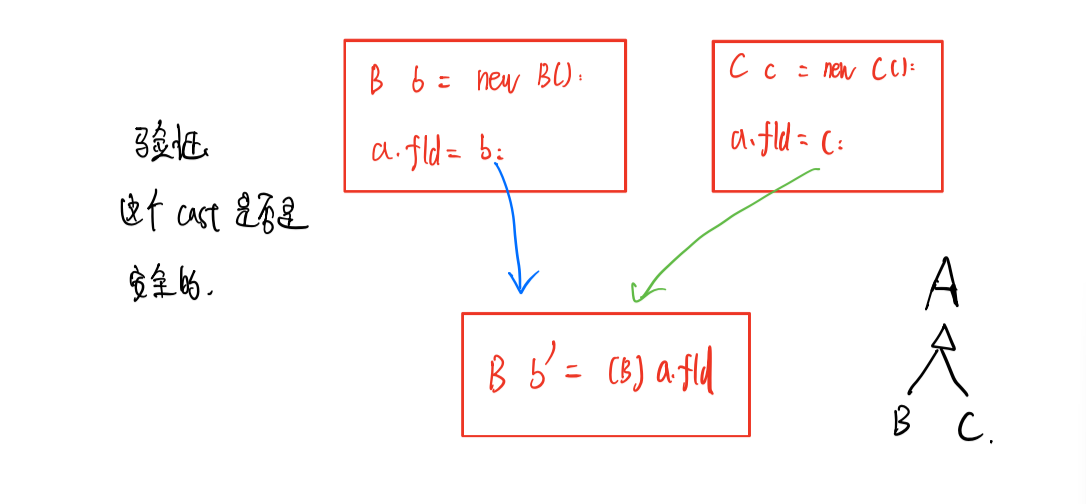 B b = new B();
a.fld = b;
C c = new C();
a.fld = c;
验证
这个 cast 是否是
安全的.
B b' = (B) a.fld
A
B C.